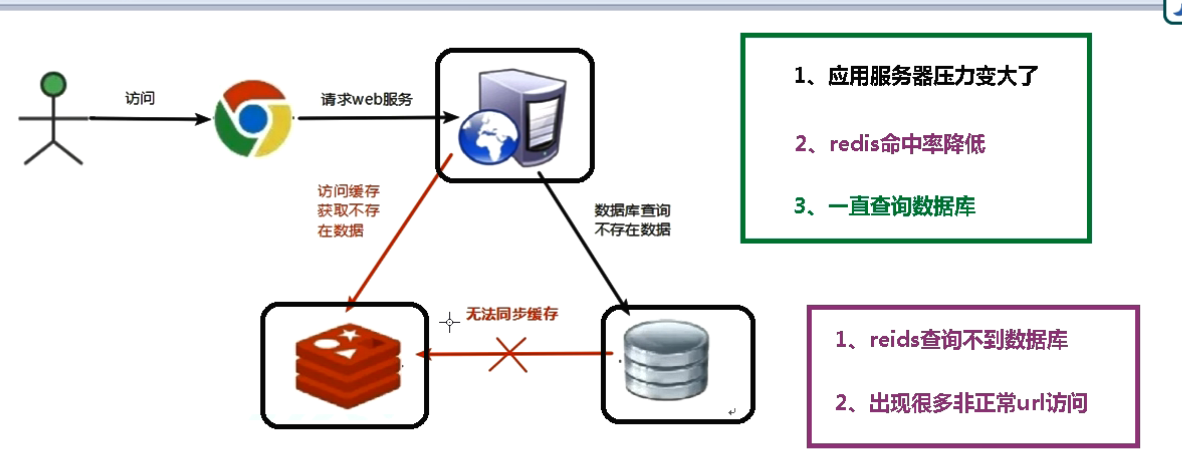 1、应用服务器压力变大了
访问
请求web服务
2、redis命中率降低
访问缓存
获取不存
在数据
3、一直查询数据库
数据库查询
不存在数据
无法同步缓存
1、reids查询不到数据库
2、出现很多非正常url访问